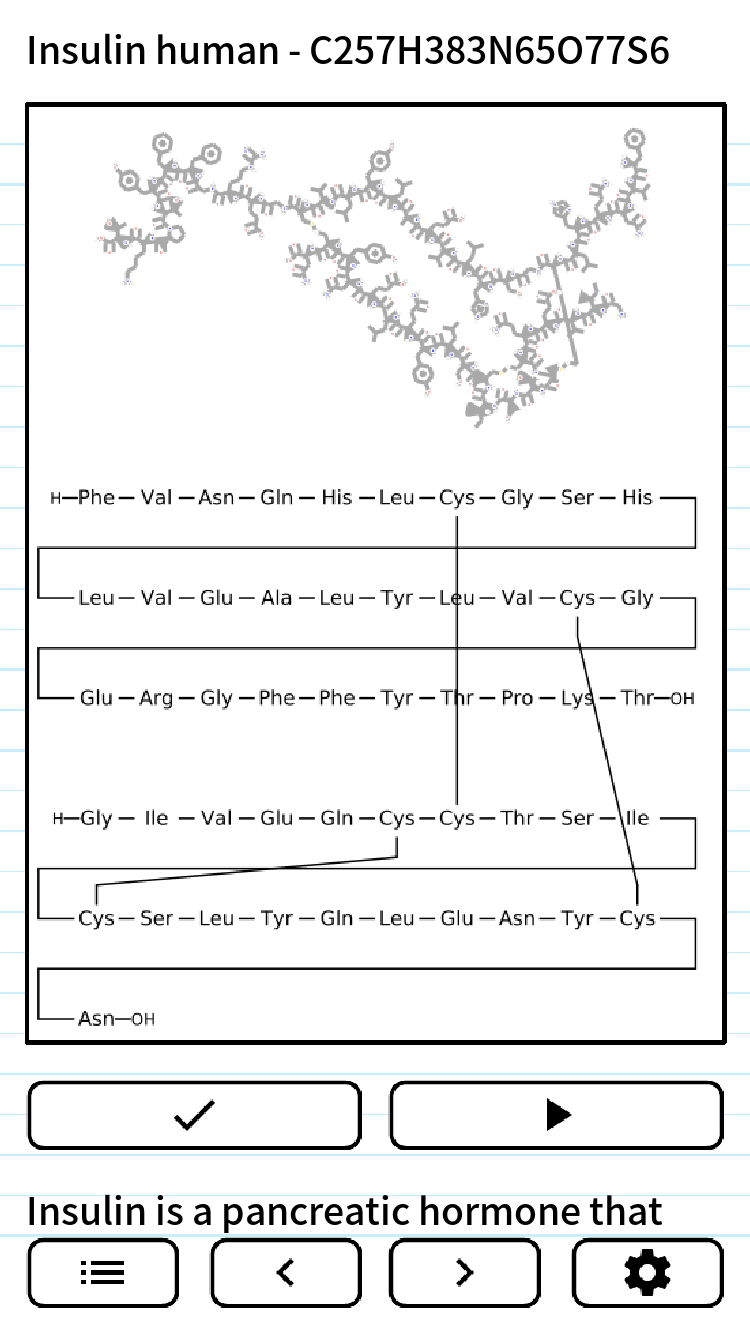 Insulin human - C257H383N65O77S6
H—Phe — Val — Asn — Gln — His — Leu — Cys — Gly — Ser — His
Leu — Val — Glu — Ala — Leu — Tyr — Leu — Val — Cys — Gly
Glu — Arg — Gly — Phe — Phe — Tyr — Thr — Pro — Lys — Thr—OH
H—Gly — Ile — Val — Glu — Gln — Cys — Cys — Thr — Ser — Ile
Cys — Ser — Leu — Tyr — Gln — Leu — Glu — Asn — Tyr — Cys
Asn—OH
Insulin is a pancreatic hormone that